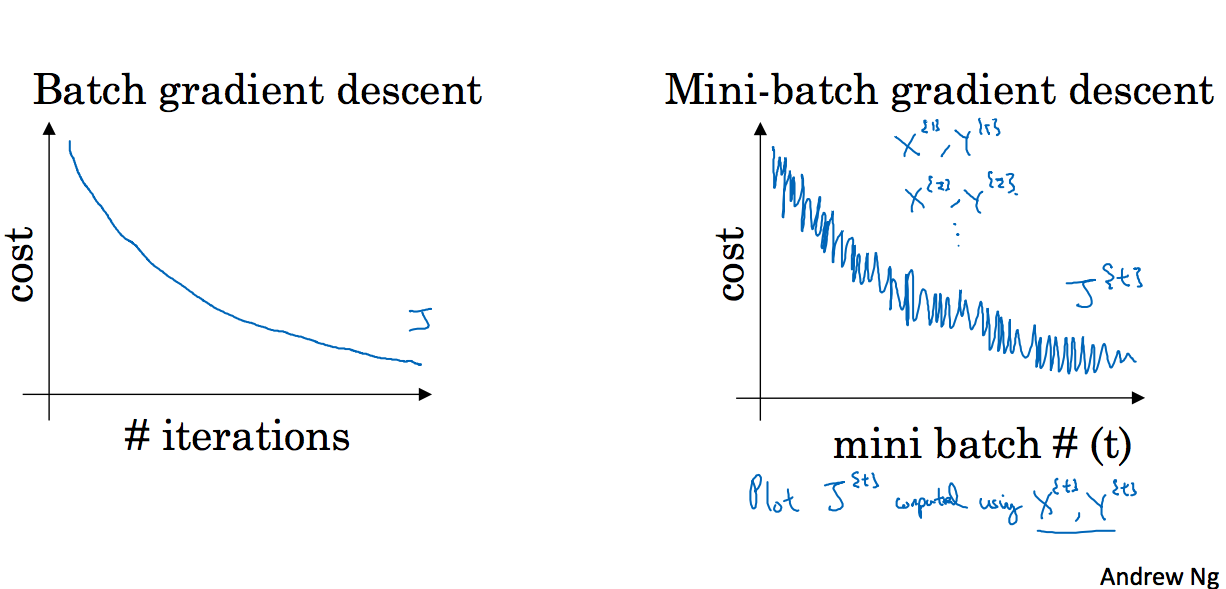 Batch gradient descent
cost
J
# iterations
Mini-batch gradient descent
X^{1}, Y^{1}
X^{2}, Y^{2}.
⋮
cost
J^{t}
mini batch # (t)
Plot J^{t} computed using X^{t}, Y^{t}
Andrew Ng